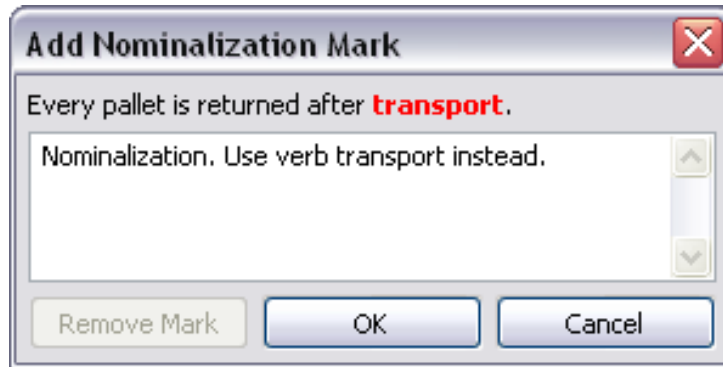 Add Nominalization Mark
Every pallet is returned after transport.
Nominalization. Use verb transport instead.
Remove Mark OK Cancel